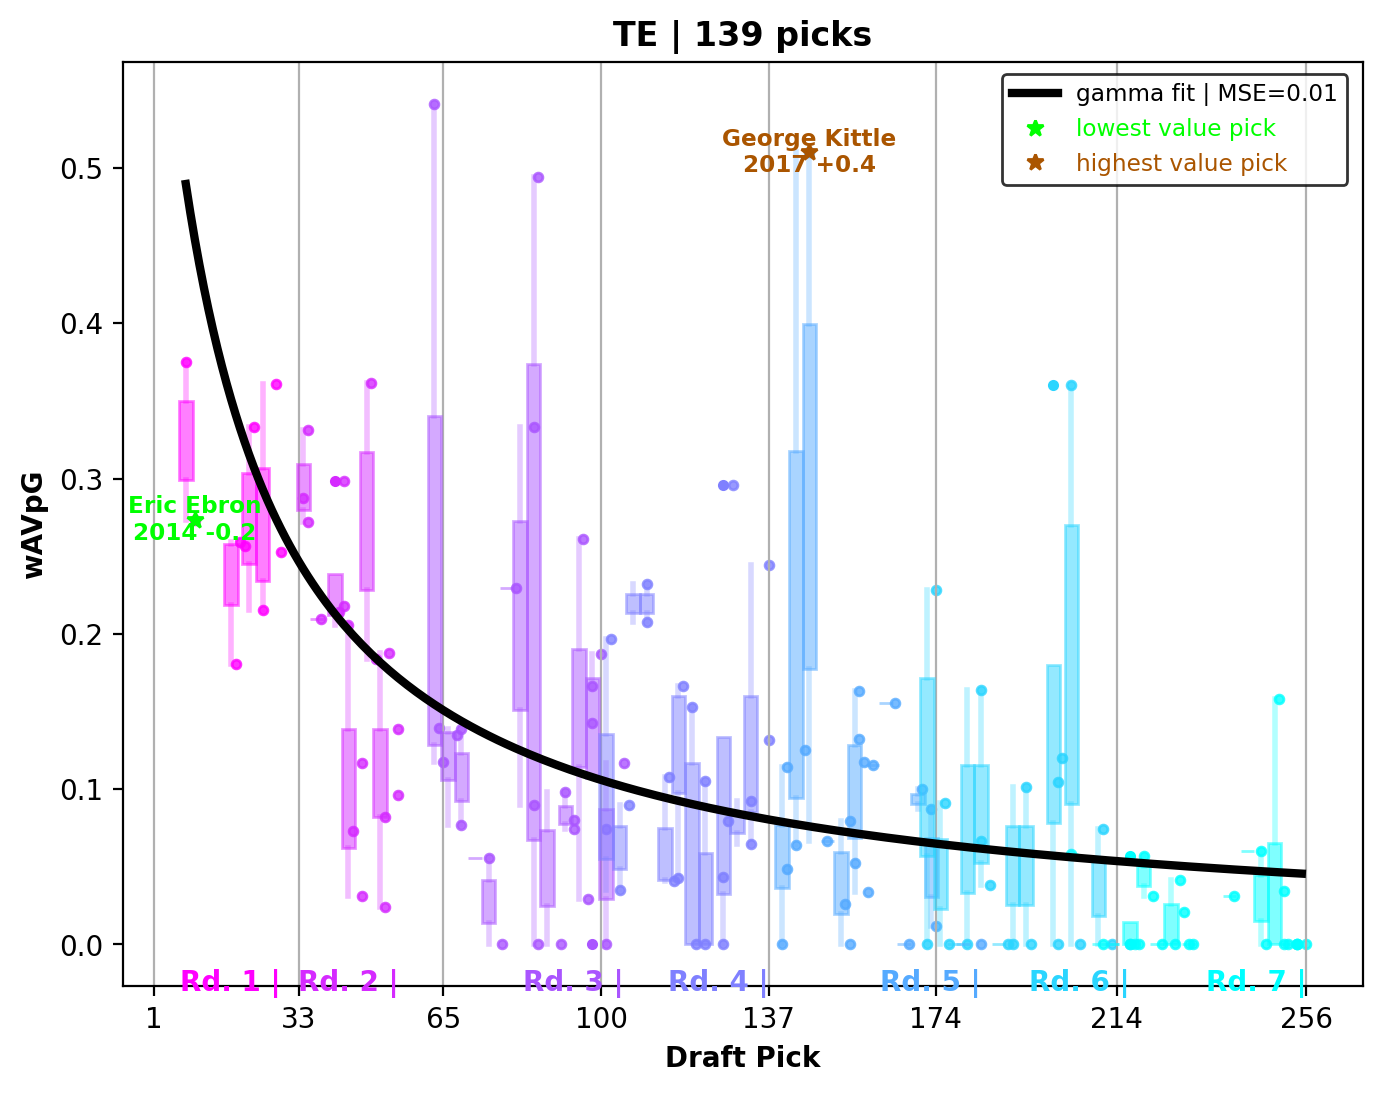 TE | 139 picks
gamma fit | MSE=0.01
lowest value pick
highest value pick
George Kittle
2017 +0.4
Eric Ebron
2014 -0.2
wAVpG
0.5
0.4
0.3
0.2
0.1
0.0
Rd. 1 | Rd. 2 | Rd. 3 | Rd. 4 | Rd. 5 | Rd. 6 | Rd. 7 |
1 33 65 100 137 174 214 256
Draft Pick